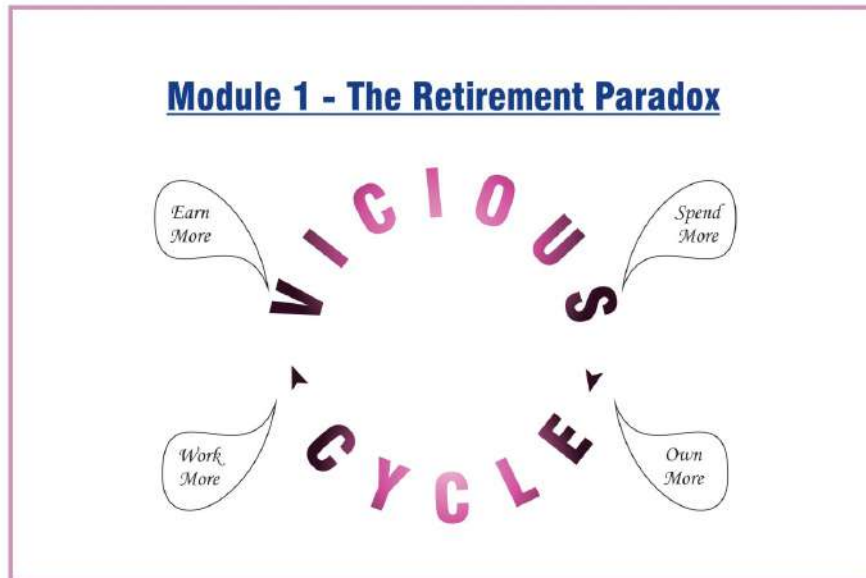 Module 1 - The Retirement Paradox
VICIOUS
Earn
More
Spend
More
Work
More
Own
More
CYCLE